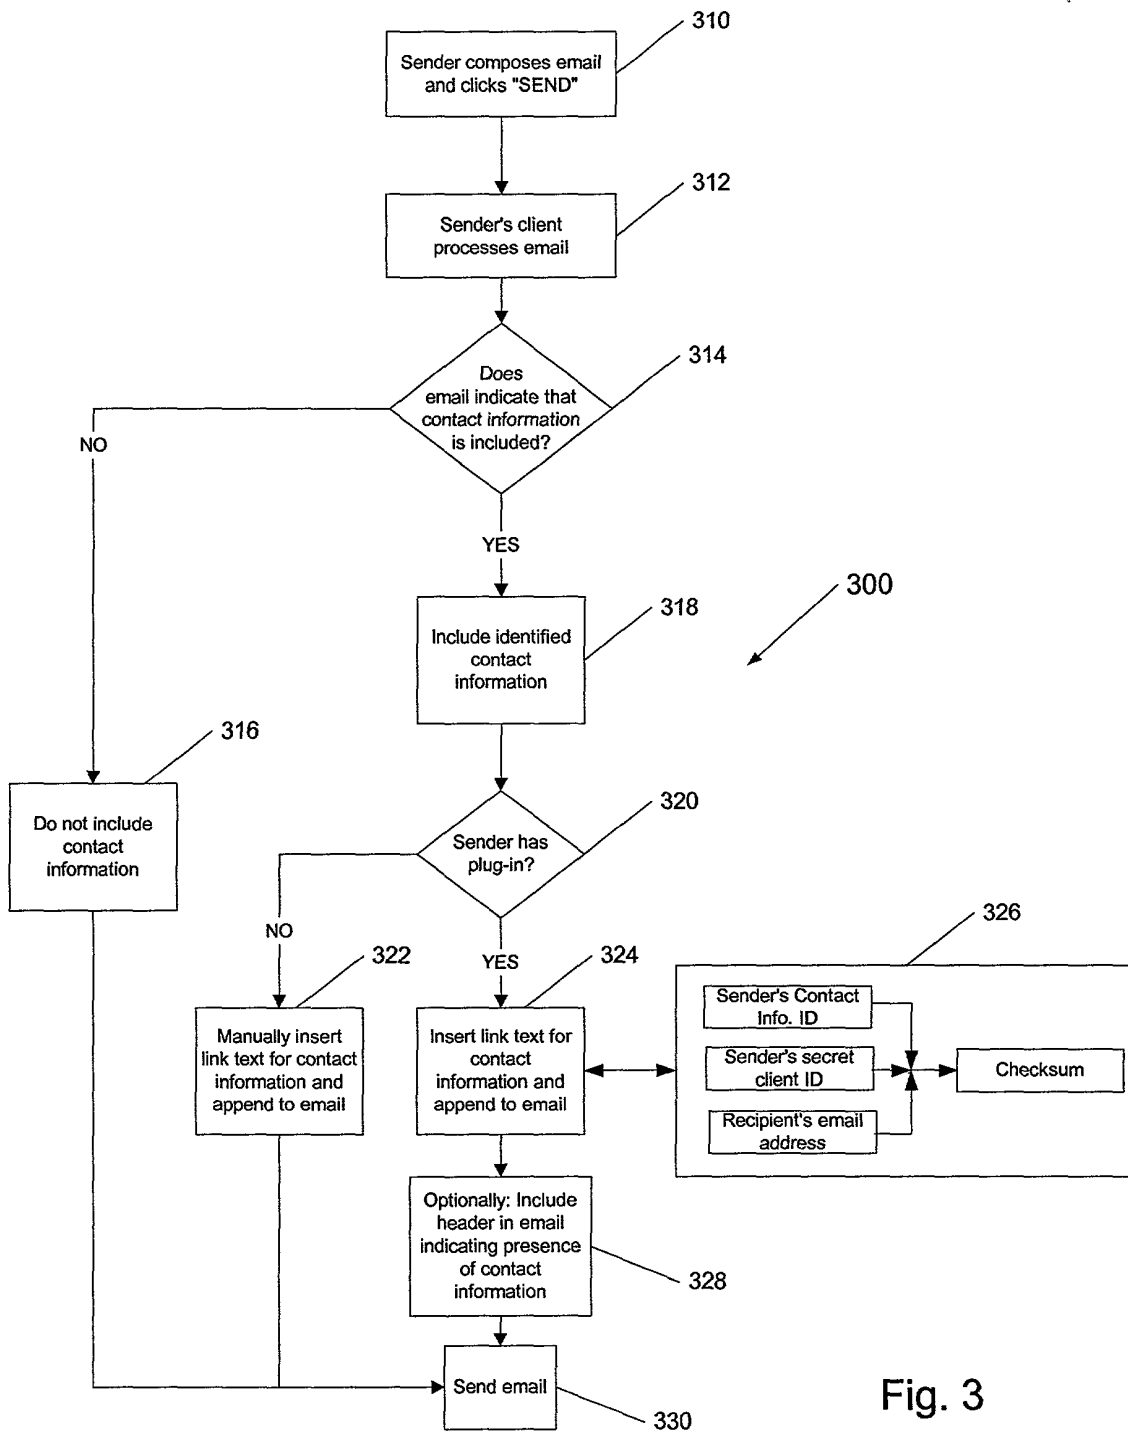 310
Sender composes email
and clicks "SEND"
312
Sender's client
processes email
314
Does
email indicate that
contact information
is included?
NO
YES
300
318
Include identified
contact
information
316
Do not include
contact
information
320
Sender has
plug-in?
NO
YES
322
324
326
Manually insert
link text for contact
information and
append to email
Insert link text for
contact
information and
append to email
Sender's Contact
Info. ID
Sender's secret
client ID
Recipient's email
address
Checksum
Optionally: Include
header in email
indicating presence
of contact
information
328
Send email
330
Fig. 3